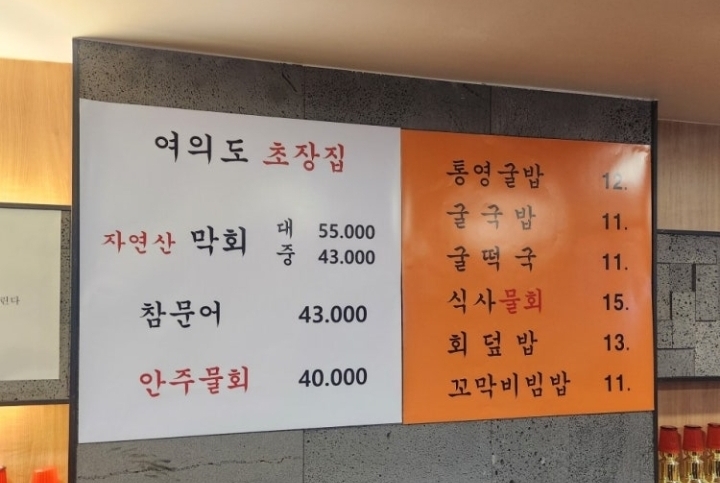 여의도 초장집
자연산 막회 대 55.000
중 43.000
참문어 43.000
안주물회 40.000
통영굴밥 12.
굴국밥 11.
굴떡국 11.
식사물회 15.
회덮밥 13.
꼬막비빔밥 11.
린다